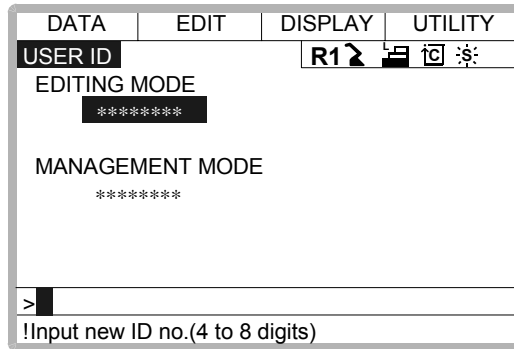 DATA EDIT DISPLAY UTILITY
USER ID R1 L C S
EDITING MODE
********
MANAGEMENT MODE
********
>
!Input new ID no.(4 to 8 digits)